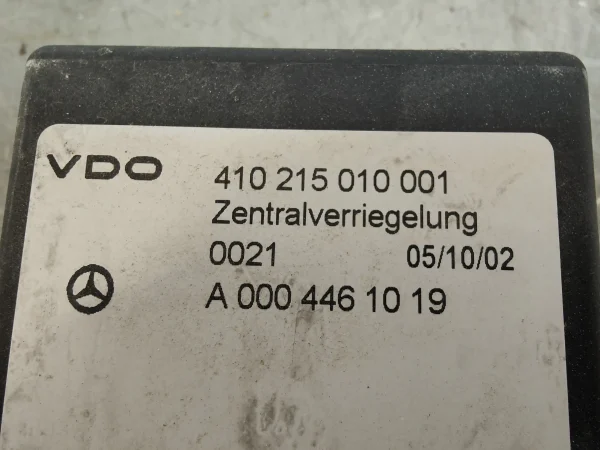 VDO 410 215 010 001
Zentralverriegelung
0021 05/10/02
A 000 446 10 19